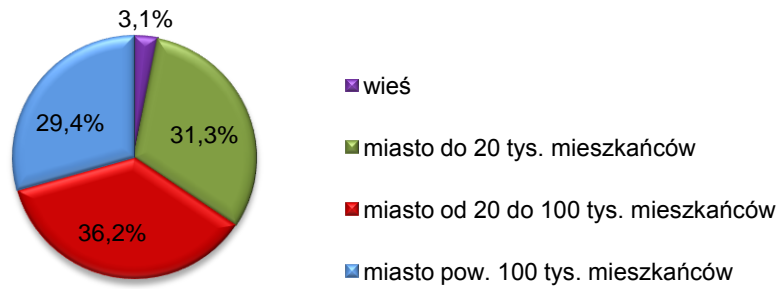 3,1%
29,4%
31,3%
36,2%
wieś
miasto do 20 tys. mieszkańców
miasto od 20 do 100 tys. mieszkańców
miasto pow. 100 tys. mieszkańców